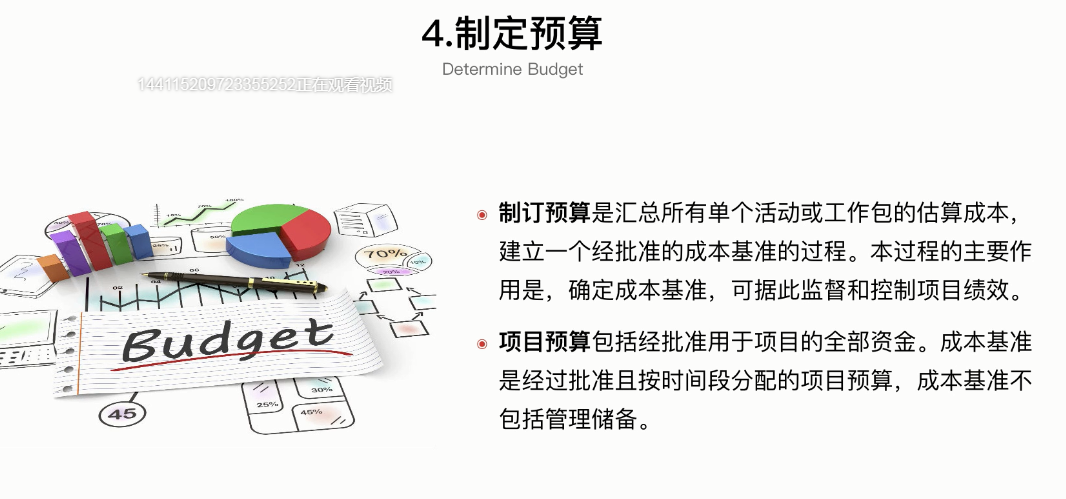 4.制定预算
Determine Budget
144115209723355252正在观看视频
制订预算是汇总所有单个活动或工作包的估算成本，
建立一个经批准的成本基准的过程。本过程的主要作
用是，确定成本基准，可据此监督和控制项目绩效。
项目预算包括经批准用于项目的全部资金。成本基准
是经过批准且按时间段分配的项目预算，成本基准不
包括管理储备。
70%
Budget
45
25%
30%
45%